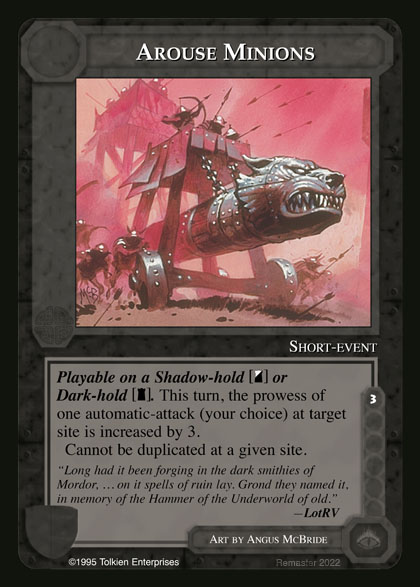 AROUSE MINIONS
McB
SHORT-EVENT
Playable on a Shadow-hold [] or
Dark-hold []. This turn, the prowess of
one automatic-attack (your choice) at target
site is increased by 3.
Cannot be duplicated at a given site.
3
“Long had it been forging in the dark smithies
of Mordor, … on it spells of ruin lay. Grond they named it,
in memory of the Hammer of the Underworld of old.”
–LotRV
ART BY ANGUS MCBRIDE
©1995 Tolkien Enterprises
Remaster 2022